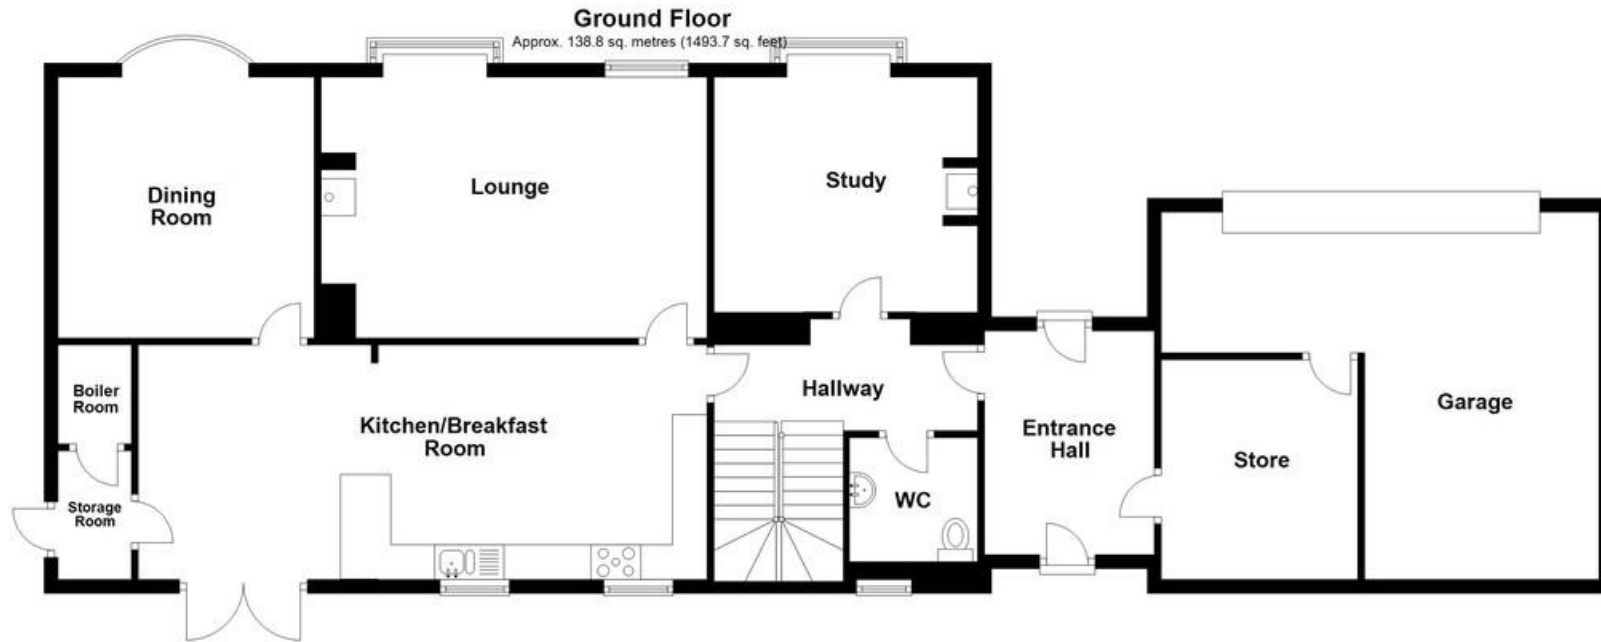 Ground Floor
Approx. 138.8 sq. metres (1493.7 sq. feet)
Dining
Room
Lounge
Study
Boiler
Room
Kitchen/Breakfast
Room
Hallway
Entrance
Hall
Garage
Store
Storage
Room
WC